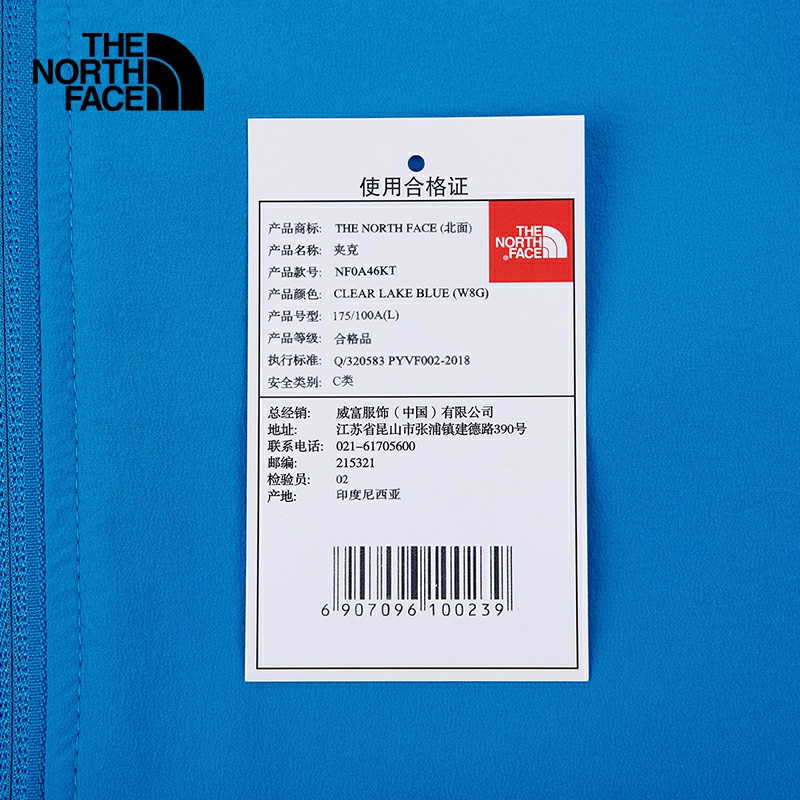 THE
NORTH
FACE
使用合格证
产品商标: THE NORTH FACE (北面)
产品名称: 夹克
产品款号: NF0A46KT
产品颜色: CLEAR LAKE BLUE (W8G)
产品号型: 175/100A(L)
产品等级: 合格品
执行标准: Q/320583 PYVF002-2018
安全类别: C类
THE
NORTH
FACE
®
总经销: 威富服饰（中国）有限公司
地址: 江苏省昆山市张浦镇建德路390号
联系电话: 021-61705600
邮编: 215321
检验员: 02
产地: 印度尼西亚
6 907096 100239